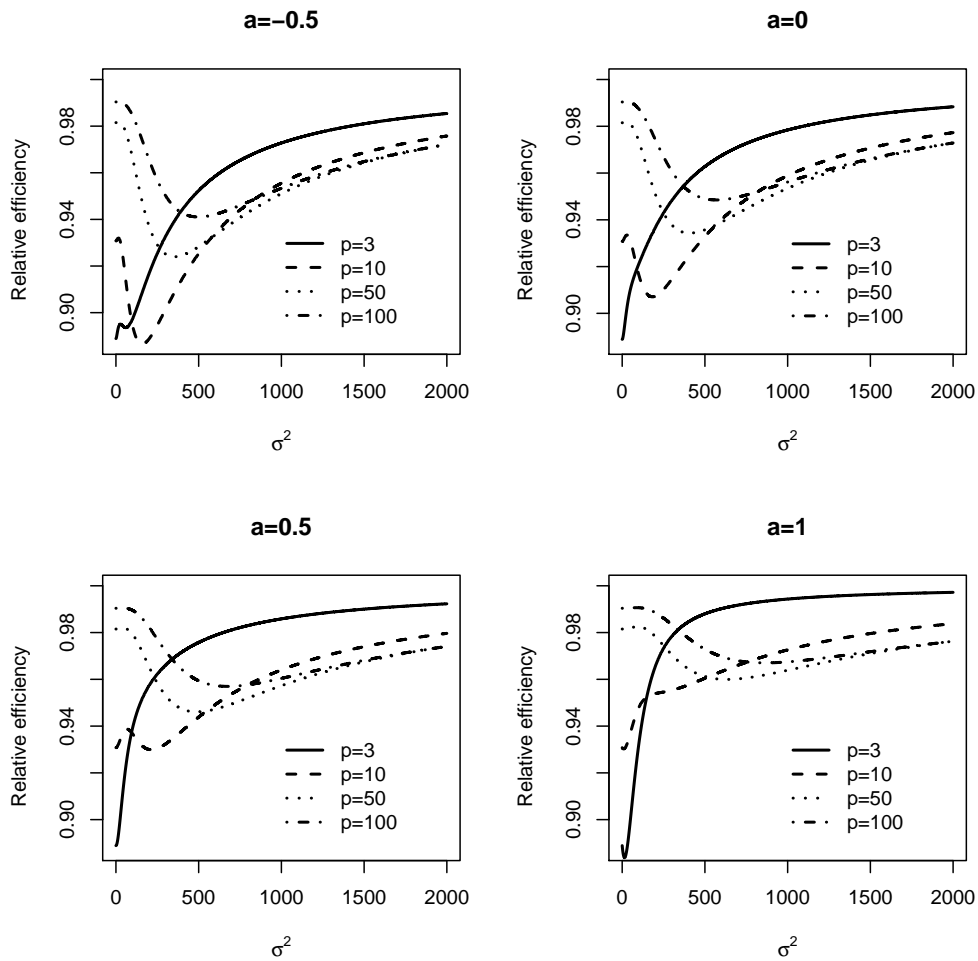 a=−0.5
Relative efficiency
0.90 0.94 0.98
p=3
p=10
p=50
p=100
0 500 1000 1500 2000
σ²
a=0
Relative efficiency
0.90 0.94 0.98
p=3
p=10
p=50
p=100
0 500 1000 1500 2000
σ²
a=0.5
Relative efficiency
0.90 0.94 0.98
p=3
p=10
p=50
p=100
0 500 1000 1500 2000
σ²
a=1
Relative efficiency
0.90 0.94 0.98
p=3
p=10
p=50
p=100
0 500 1000 1500 2000
σ²